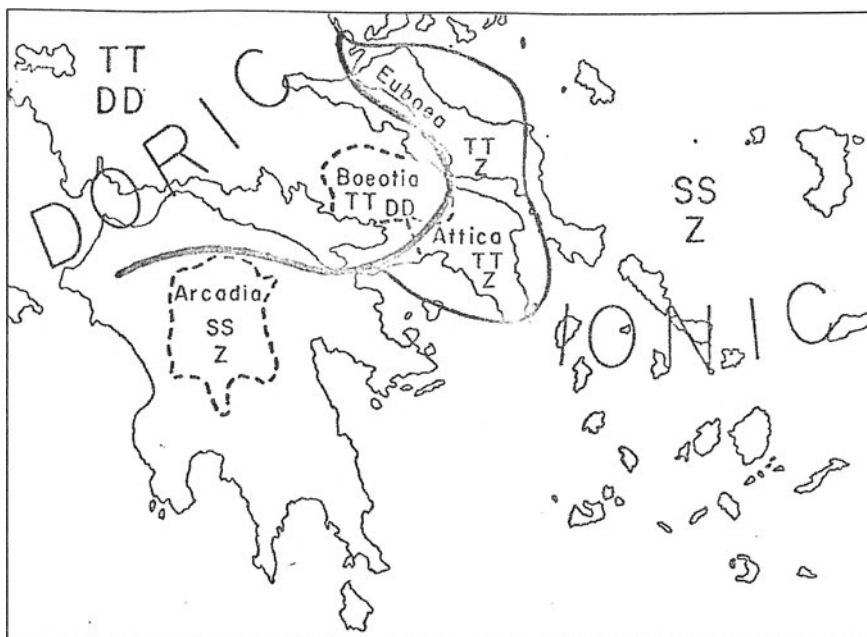 TT
DD
DORIC
Euboea
TT
Z
Boeotia
TT DD
Attica
TT
Z
SS
Z
IONIC
Arcadia
SS
Z